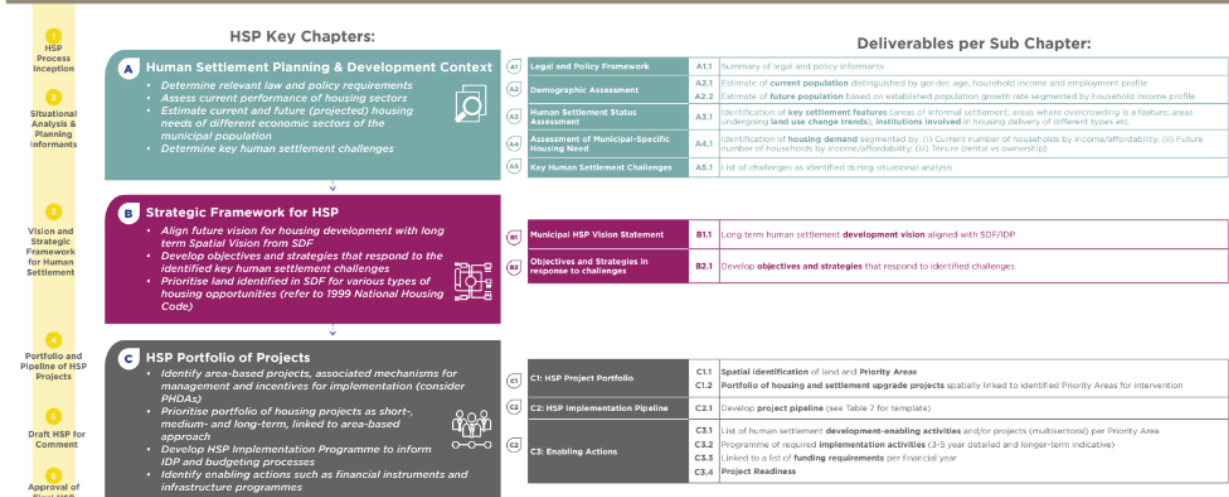 HSP Key Chapters:
Deliverables per Sub Chapter:
1
HSP
Process
Inception
2
Situational
Analysis &
Planning
Informants
3
Vision and
Strategic
Framework
for Human
Settlement
4
Portfolio and
Pipeline of HSP
Projects
5
Draft HSP for
Comment
6
Approval of
Final HSP
A Human Settlement Planning & Development Context
• Determine relevant law and policy requirements
• Assess current performance of housing sectors
• Estimate current and future (projected) housing
needs of different economic sectors of the
municipal population
• Determine key human settlement challenges
A1 Legal and Policy Framework
A1.1 Summary of legal and policy informants
A2 Demographic Assessment
A2.1 Estimate of current population distinguished by gender, age, household income and employment profile
A2.2 Estimate of future population based on established population growth rate segmented by household income profile
A3 Human Settlement Status
Assessment
A3.1 Identification of key settlement features (areas of informal settlement; areas where overcrowding is a feature; areas
undergoing land use change trends), institutions involved in housing delivery of different types etc.
A4 Assessment of Municipal-Specific
Housing Need
A4.1 Identification of housing demand segmented by: (i) Current number of households by income/affordability; (ii) Future
number of households by income/affordability; (iii) Tenure (rental vs ownership)
A5 Key Human Settlement Challenges
A5.1 List of challenges as identified during situational analysis
B Strategic Framework for HSP
• Align future vision for housing development with long
term Spatial Vision from SDF
• Develop objectives and strategies that respond to the
identified key human settlement challenges
• Prioritise land identified in SDF for various types of
housing opportunities (refer to 1999 National Housing
Code)
B1 Municipal HSP Vision Statement
B1.1 Long term human settlement development vision aligned with SDF/IDP
B2 Objectives and Strategies in
response to challenges
B2.1 Develop objectives and strategies that respond to identified challenges
C HSP Portfolio of Projects
• Identify area-based projects, associated mechanisms for
management and incentives for implementation (consider
PHDAs)
• Prioritise portfolio of housing projects as short-,
medium- and long-term, linked to area-based
approach
• Develop HSP Implementation Programme to inform
IDP and budgeting processes
• Identify enabling actions such as financial instruments and
infrastructure programmes
C1 C1: HSP Project Portfolio
C1.1 Spatial identification of land and Priority Areas
C1.2 Portfolio of housing and settlement upgrade projects spatially linked to identified Priority Areas for intervention
C2 C2: HSP Implementation Pipeline
C2.1 Develop project pipeline (see Table 7 for template)
C2 C3: Enabling Actions
C3.1 List of human settlement development-enabling activities and/or projects (multisectoral) per Priority Area
C3.2 Programme of required implementation activities (3-5 year detailed and longer-term indicative)
C3.3 Linked to a list of funding requirements per financial year
C3.4 Project Readiness